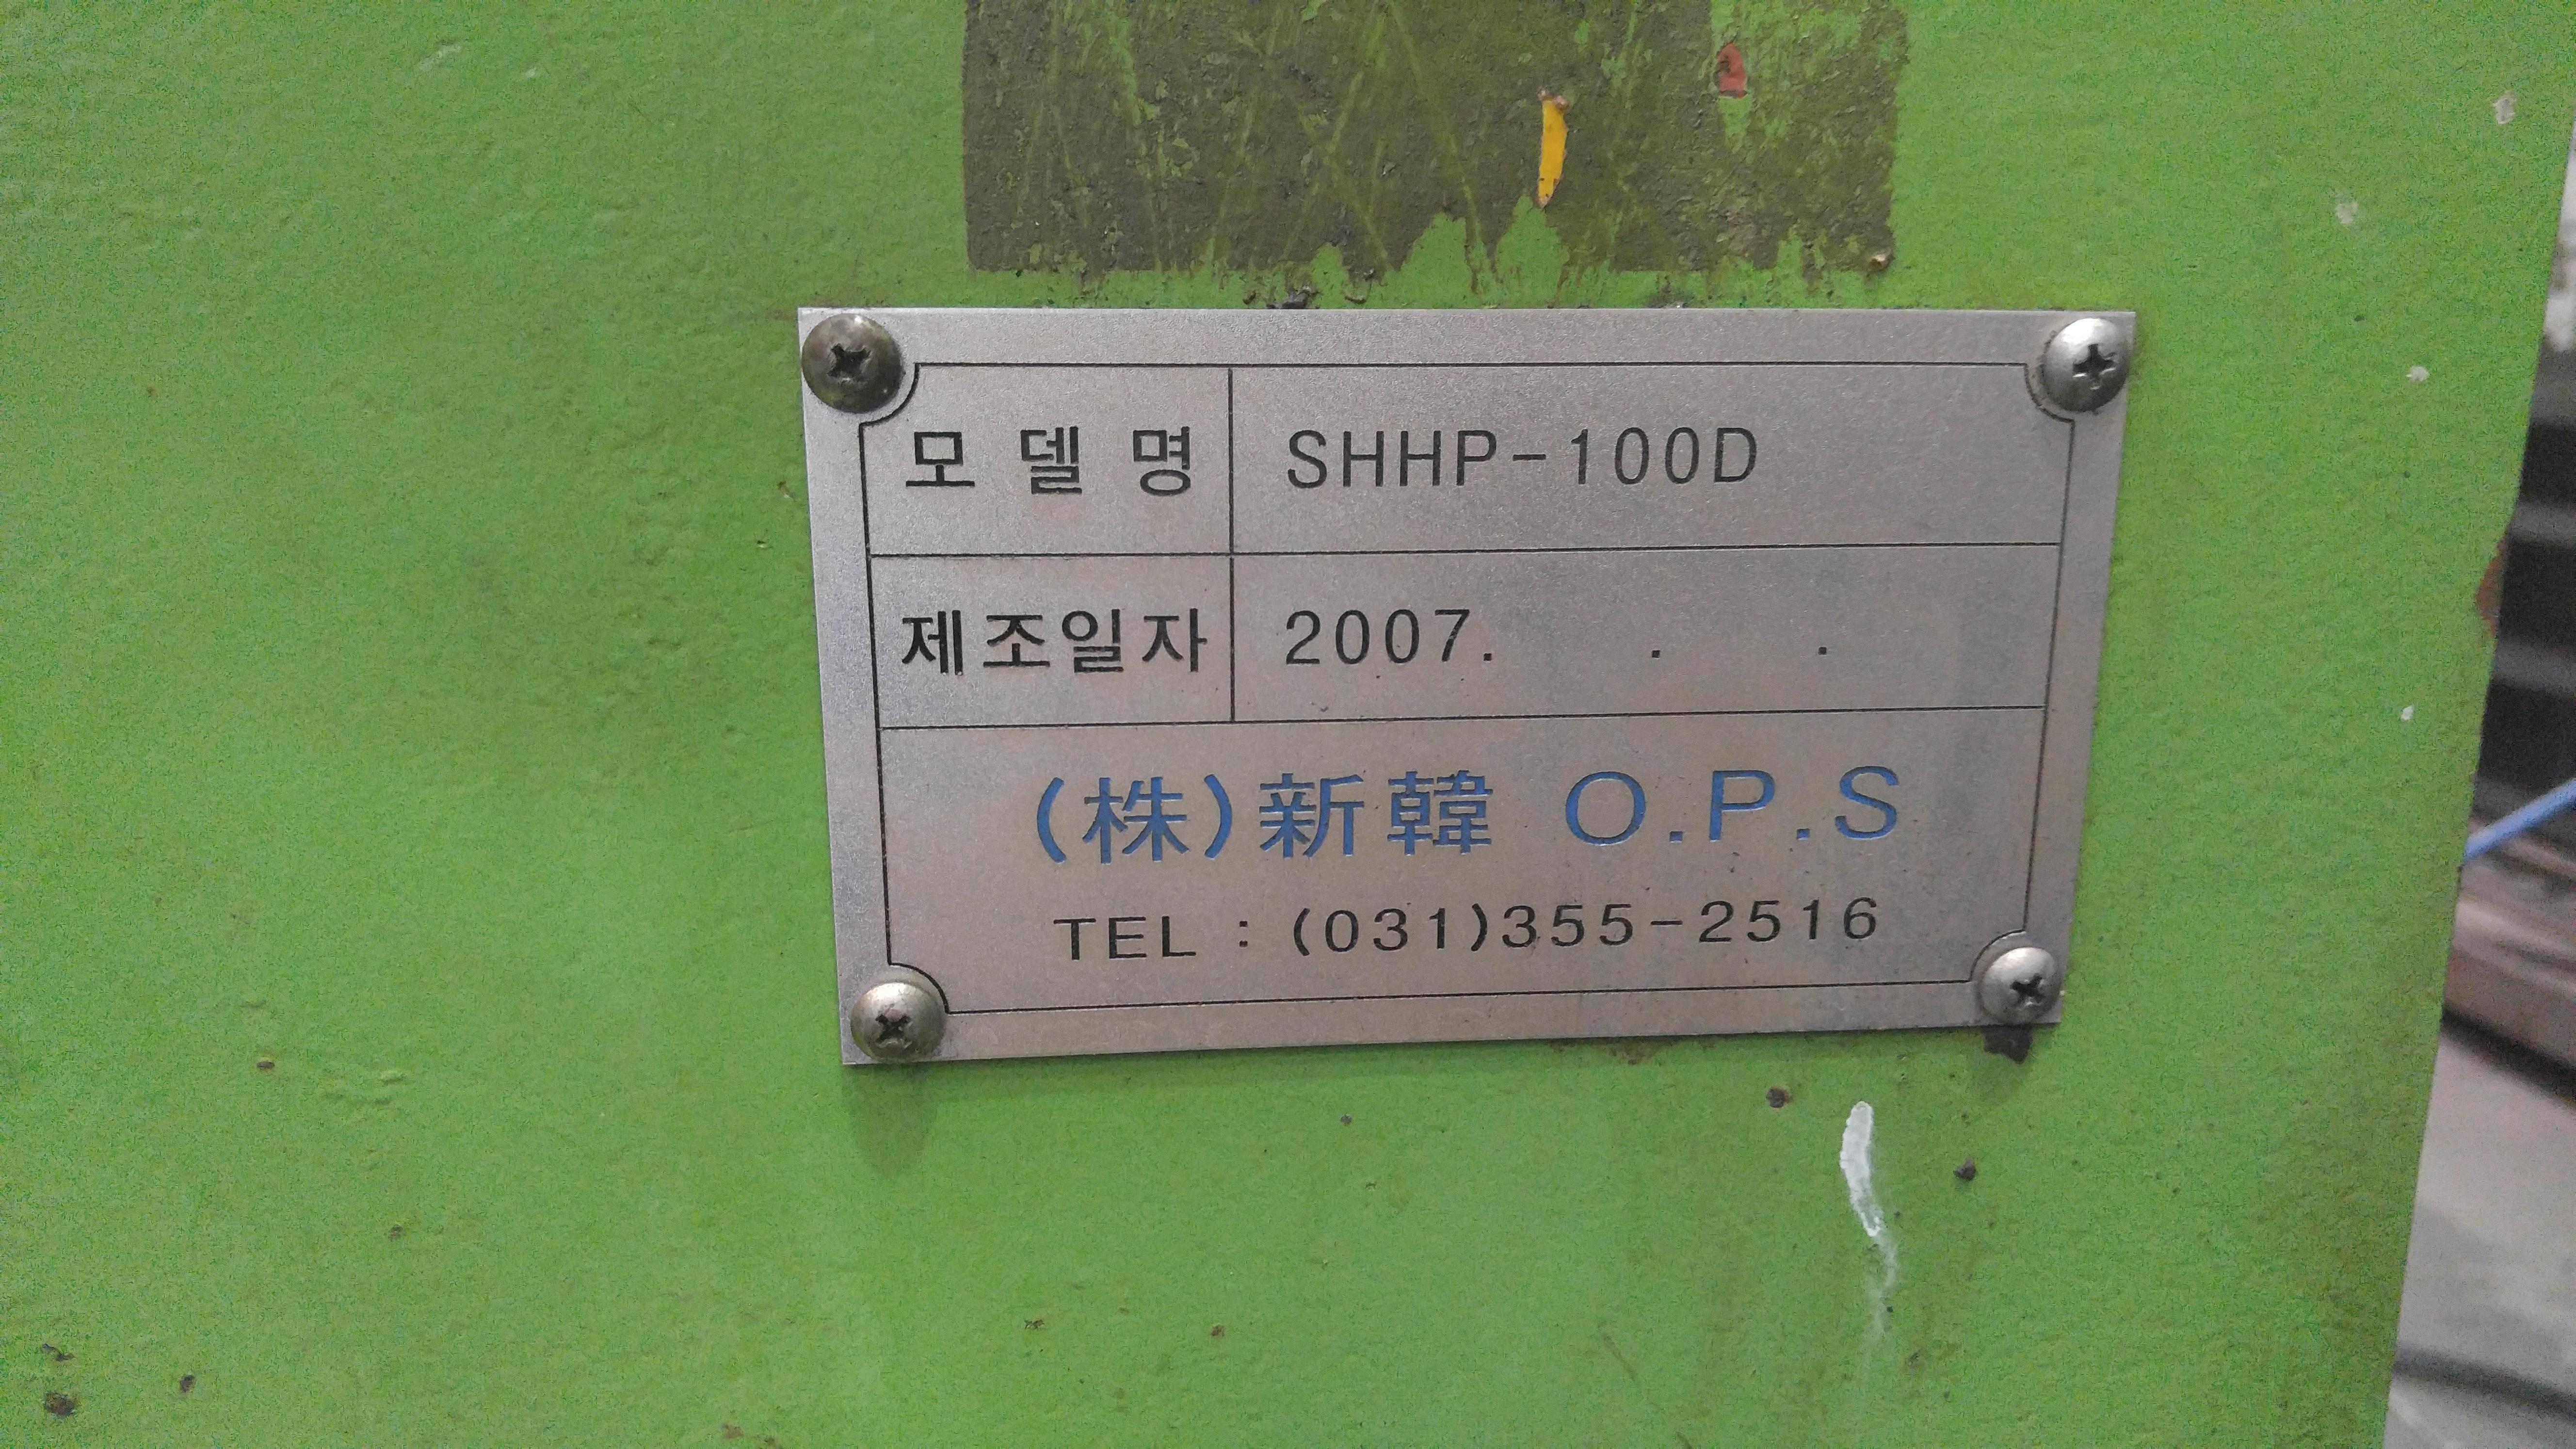 모 델 명 SHHP-100D
제조일자 2007. . .
(株)新韓 O.P.S
TEL : (031)355-2516